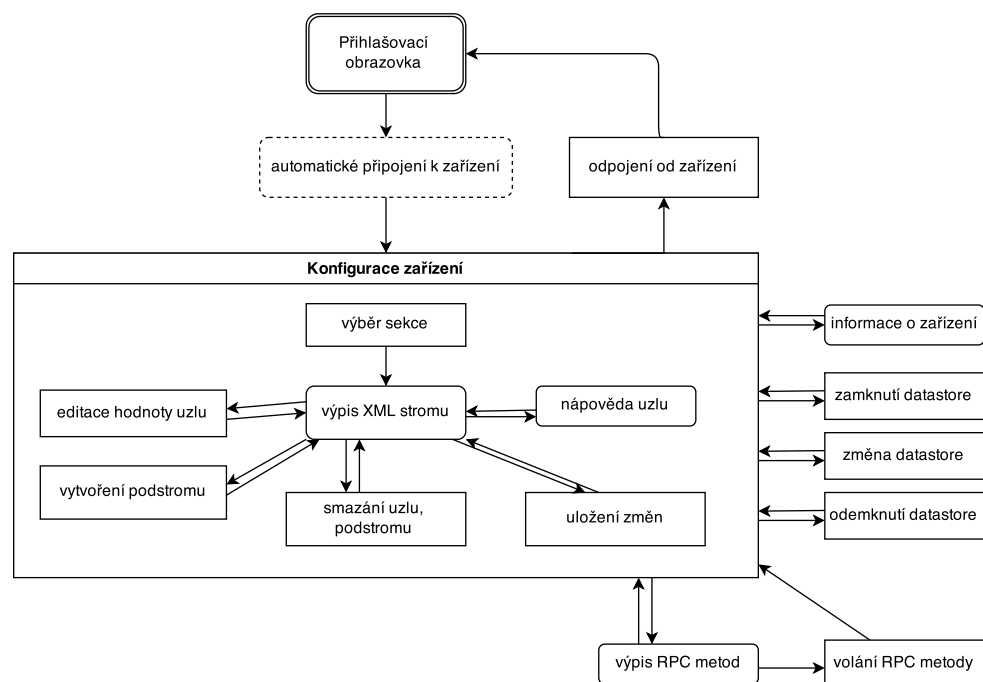 Přihlašovací
obrazovka
automatické připojení k zařízení
odpojení od zařízení
Konfigurace zařízení
výběr sekce
informace o zařízení
editace hodnoty uzlu
výpis XML stromu
nápověda uzlu
zamknutí datastore
změna datastore
vytvoření podstromu
smazání uzlu,
podstromu
uložení změn
odemknutí datastore
výpis RPC metod
volání RPC metody